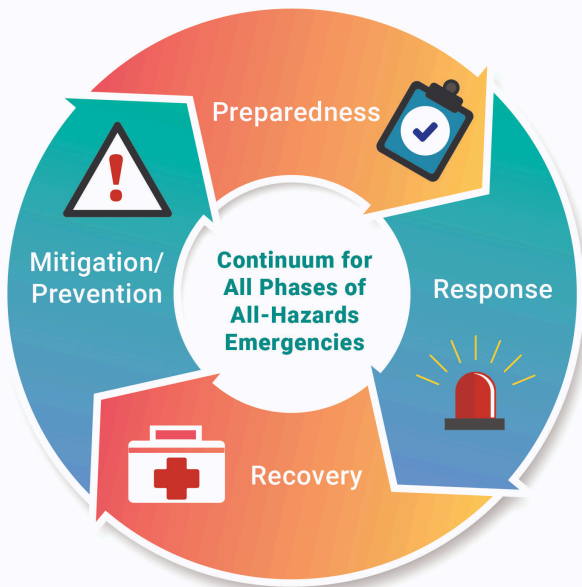 Preparedness
Mitigation/
Prevention
Continuum for
All Phases of
All-Hazards
Emergencies
Response
Recovery